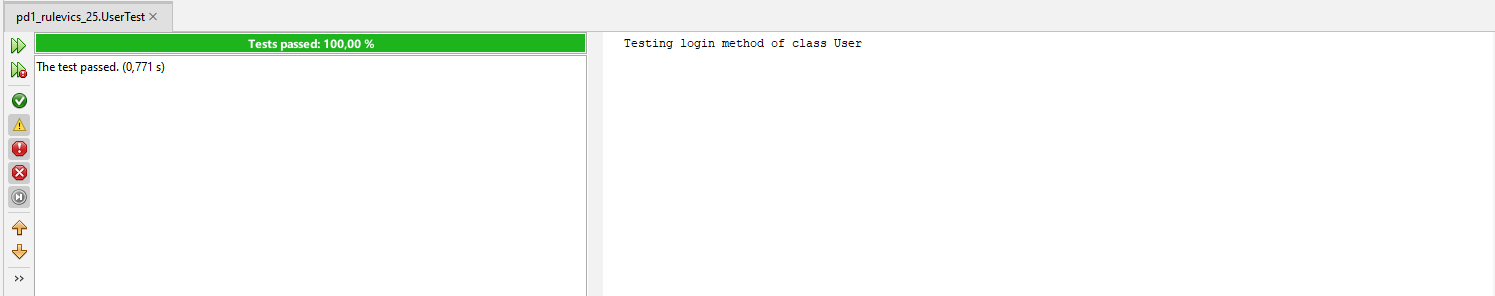 pd1_rulevics_25.UserTest
Tests passed: 100,00 %
The test passed. (0,771 s)
Testing login method of class User